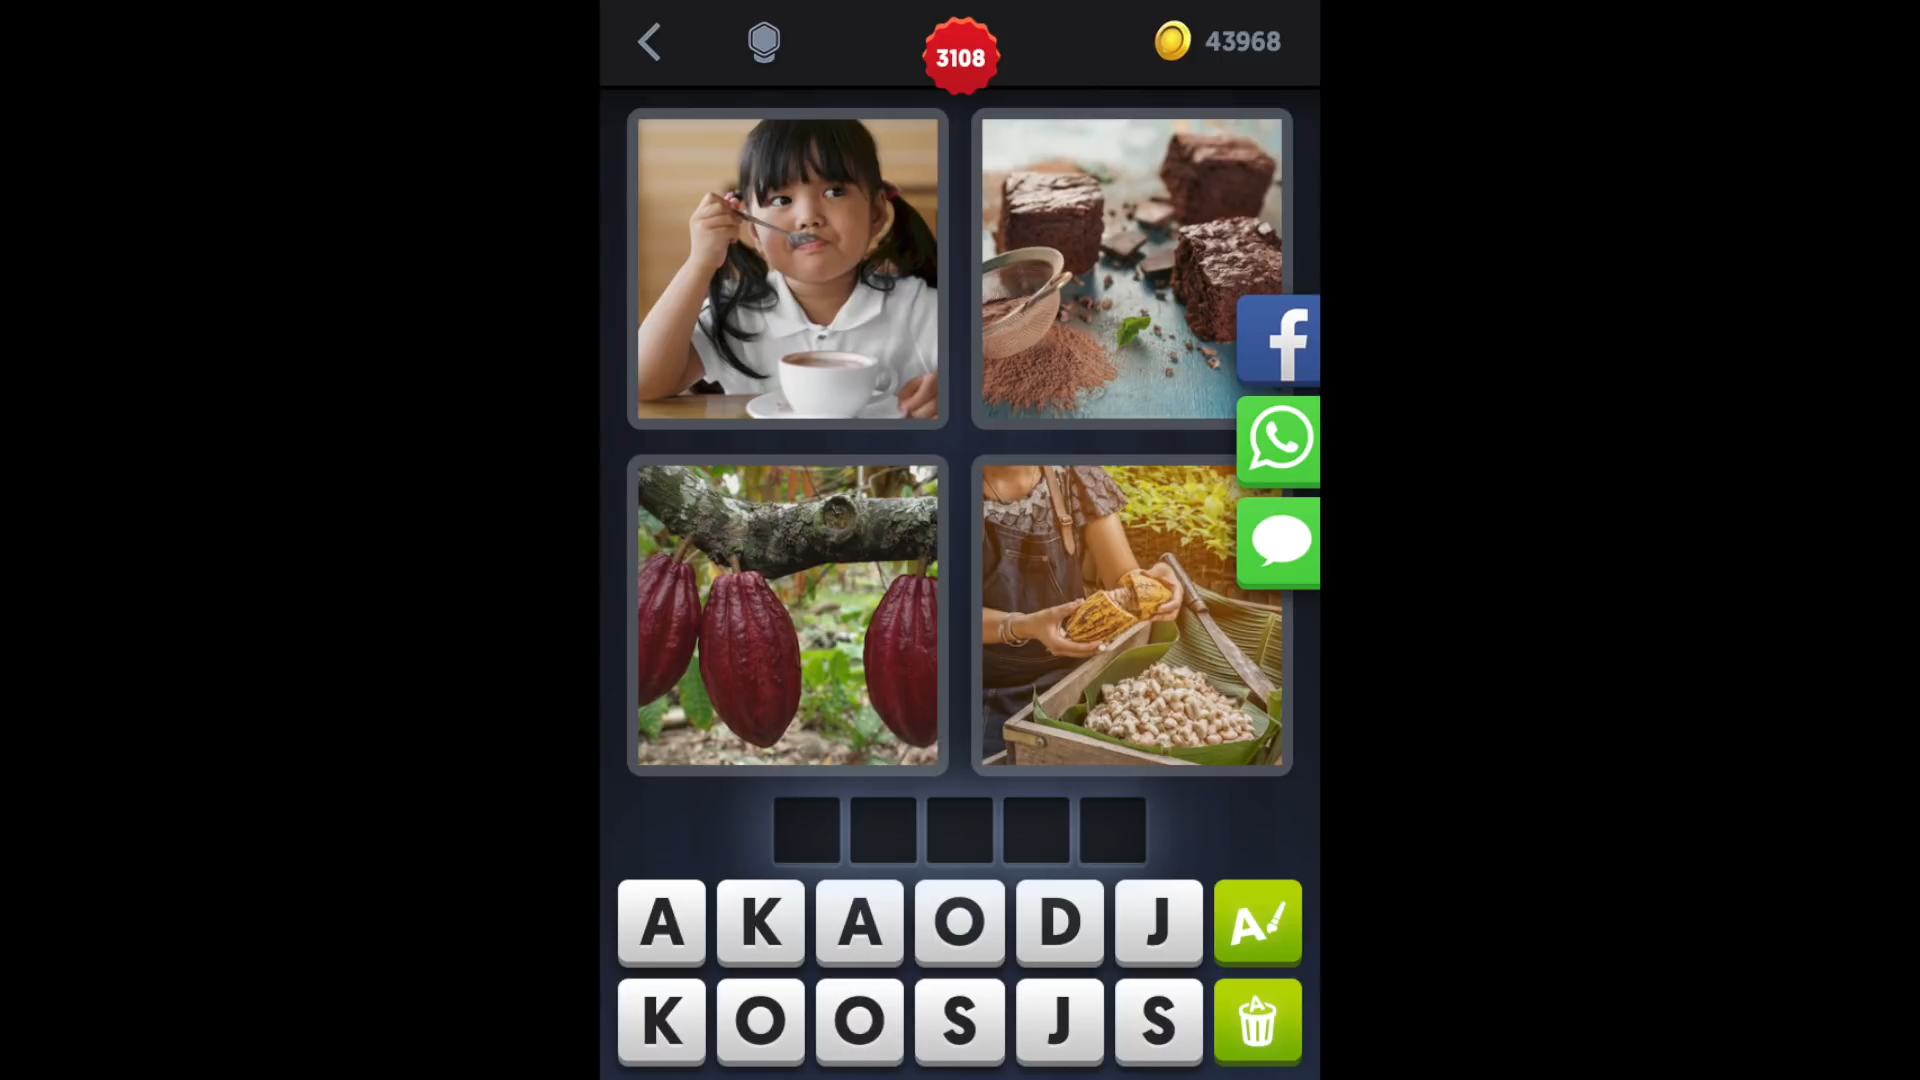 3108
43968
f
A K A O D J A
K O O S J S A